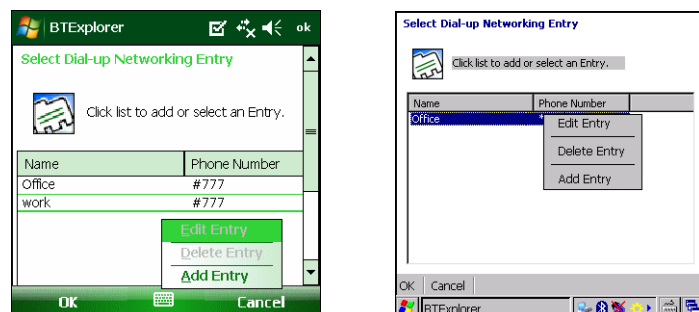 BTExplorer ok
Select Dial-up Networking Entry
Click list to add or select an Entry.
Name Phone Number
Office #777
work #777
Edit Entry
Delete Entry
Add Entry
OK Cancel
Select Dial-up Networking Entry
Click list to add or select an Entry.
Name Phone Number
Office *
Edit Entry
Delete Entry
Add Entry
OK Cancel
BTExplorer